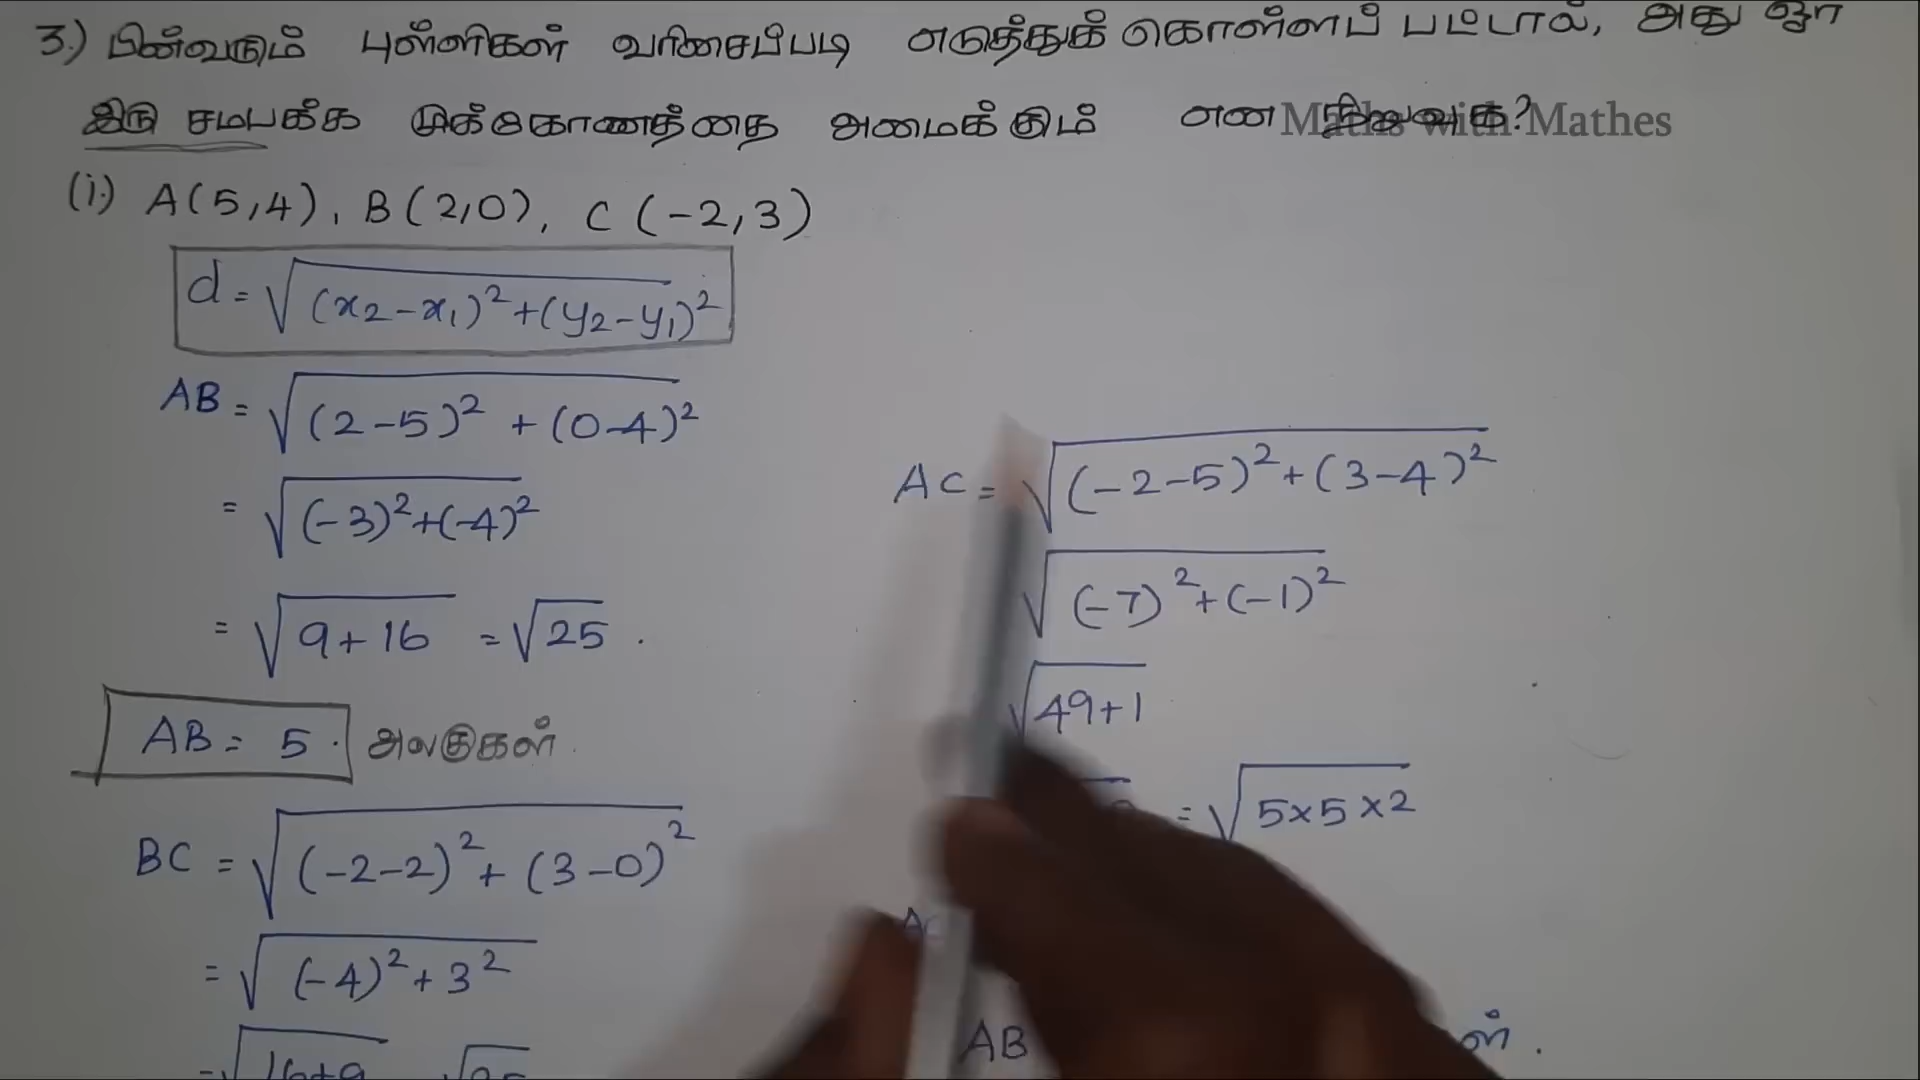 3.) பின்வரும் புள்ளிகள் வரிசைப்படி எடுத்துக் கொள்ளப் பட்டால், அது ஓர்
இரு சமபக்க முக்கோணத்தை அமைக்கும் என நிறுவுக?
Maths with Mathes
(i.) A(5,4), B(2,0), C(-2,3)
d = √(x₂-x₁)²+(y₂-y₁)²
AB = √(2-5)² + (0-4)²
= √(-3)²+(-4)²
= √9+16 = √25 .
AB = 5 . அலகுகள்
BC = √(-2-2)² + (3-0)²
= √(-4)² + 3²
= √16+9 √25
AC = √(-2-5)²+(3-4)²
√(-7)²+(-1)²
√49+1
= √5×5×2
AB